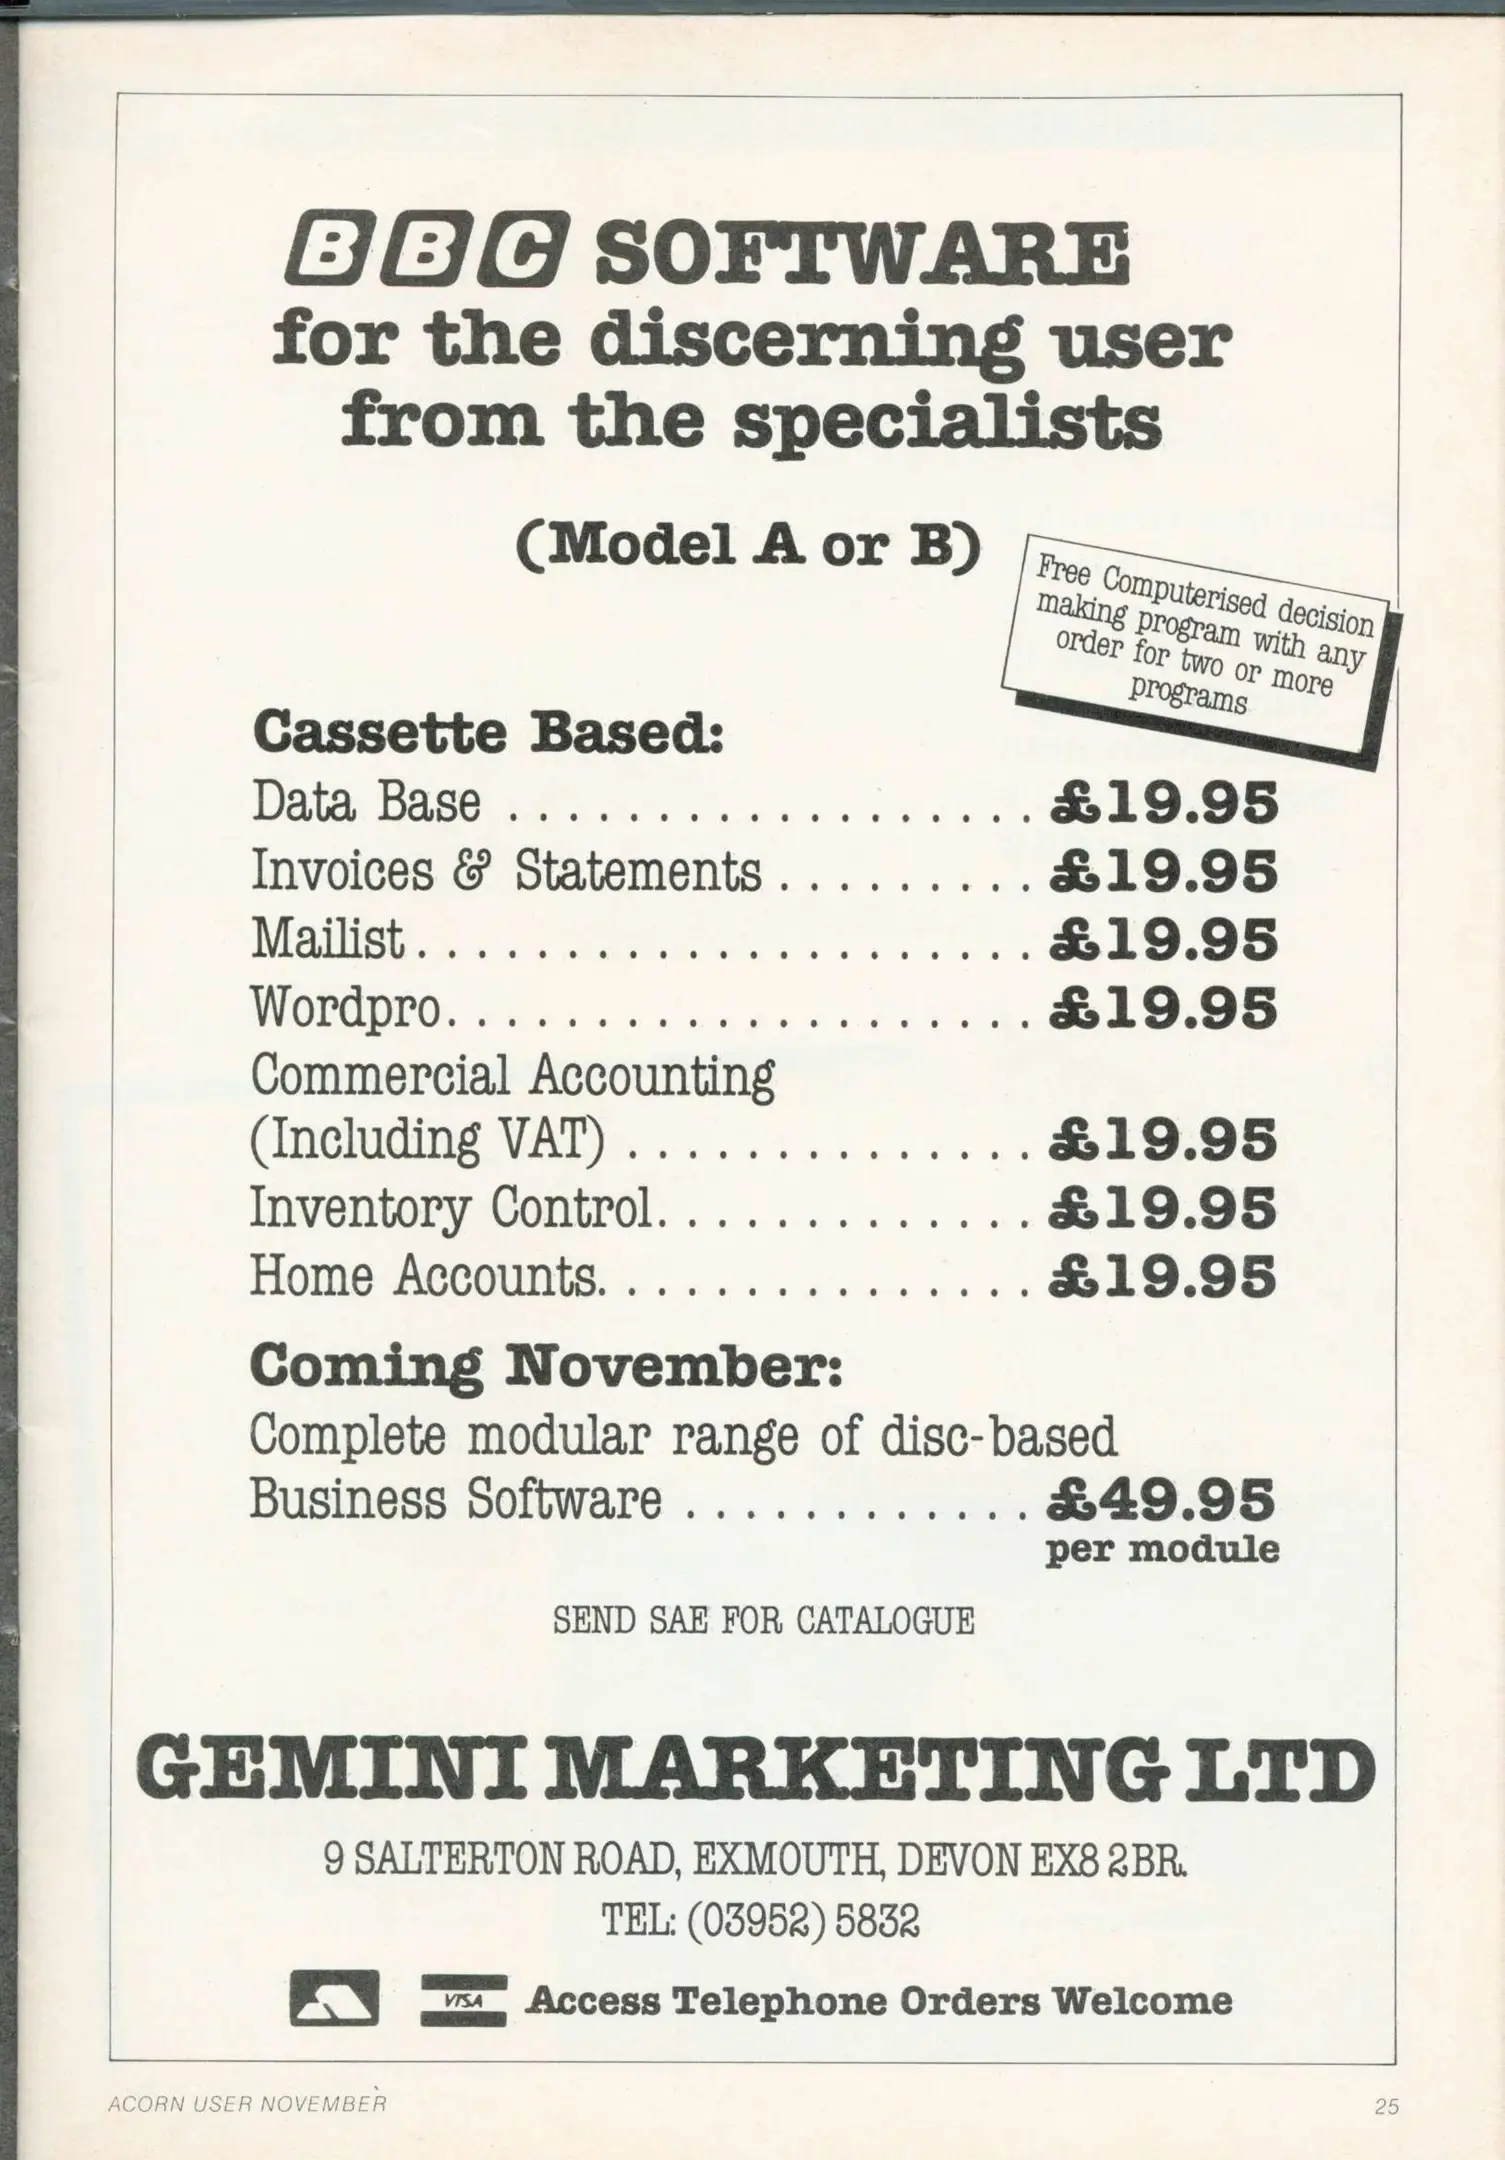 BBC SOFTWARE
for the discerning user
from the specialists
(Model A or B)
Free Computerised decision
making program with any
order for two or more
programs
Cassette Based:
Data Base . . . . . . . . . . . . . . . . . . £19.95
Invoices & Statements . . . . . . . . . £19.95
Mailist . . . . . . . . . . . . . . . . . . . . . £19.95
Wordpro. . . . . . . . . . . . . . . . . . . . £19.95
Commercial Accounting
(Including VAT) . . . . . . . . . . . . . . £19.95
Inventory Control. . . . . . . . . . . . . £19.95
Home Accounts. . . . . . . . . . . . . . . £19.95
Coming November:
Complete modular range of disc-based
Business Software . . . . . . . . . . . . £49.95
per module
SEND SAE FOR CATALOGUE
GEMINI MARKETING LTD
9 SALTERTON ROAD, EXMOUTH, DEVON EX8 2BR.
TEL: (03952) 5832
VISA Access Telephone Orders Welcome
ACORN USER NOVEMBER 25